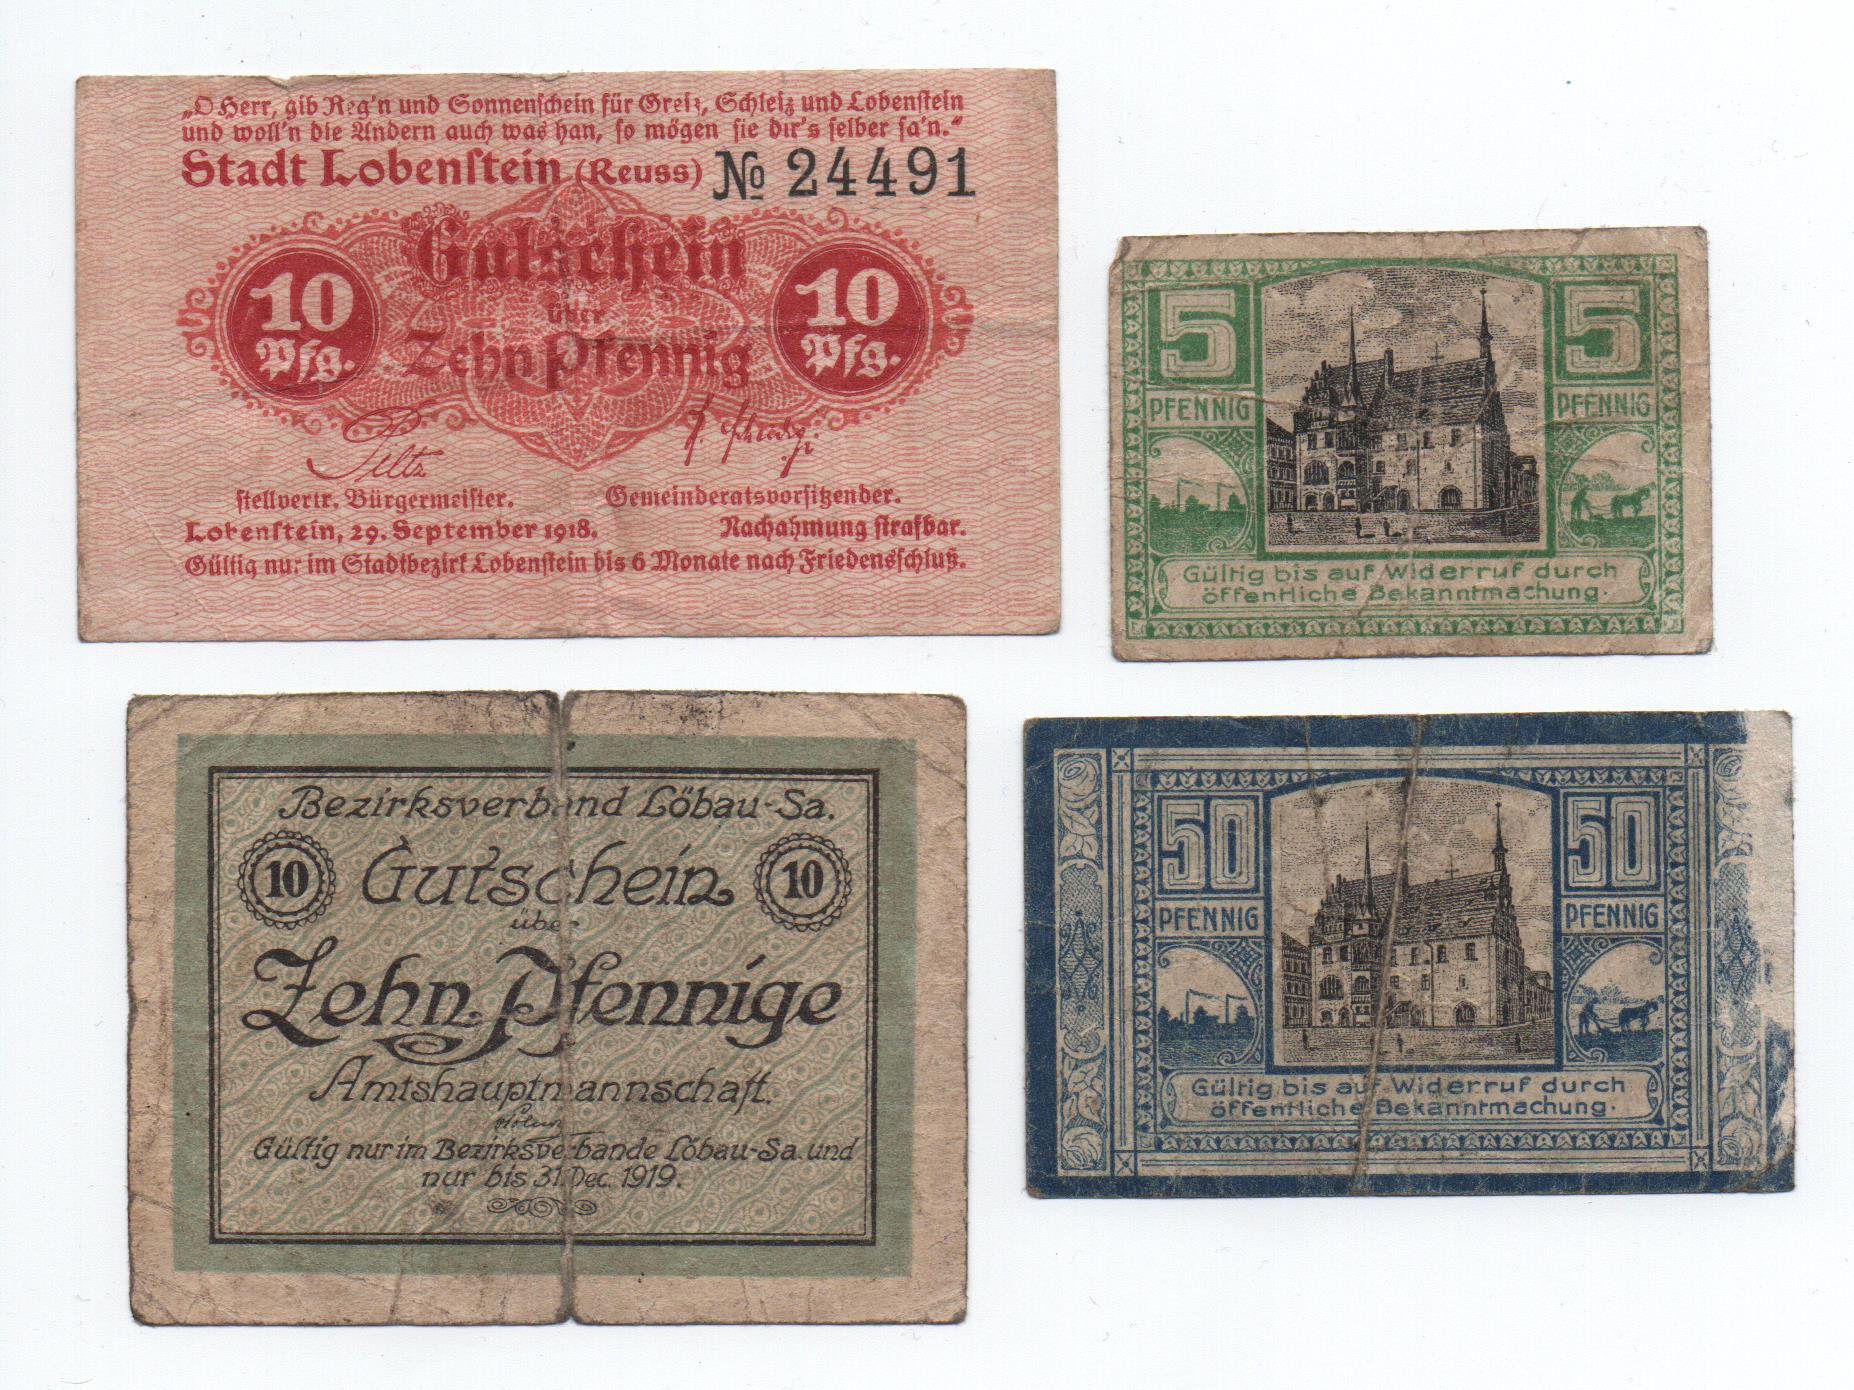 „O Herr, gib Reg'n und Sonnenschein für Greiz, Schleiz und Lobenstein
und woll'n die Andern auch was han, so mögen sie dir's selber sa'n.“
Stadt Lobenstein (Reuss) № 24491
Gutschein
über
Zehn Pfennig
10 Pfg.
10 Pfg.
Peltz
stellvertr. Bürgermeister.
Gemeinderatsvorsitzender.
Lobenstein, 29. September 1918.
Nachahmung strafbar.
Gültig nur im Stadtbezirk Lobenstein bis 6 Monate nach Friedensschluß.
5 5
PFENNIG PFENNIG
Gültig bis auf Widerruf durch
öffentliche Bekanntmachung.
Bezirksverband Löbau-Sa.
10 Gutschein 10
über
Zehn Pfennige
Amtshauptmannschaft.
Gültig nur im Bezirksverbande Löbau-Sa. und
nur bis 31. Dec. 1919.
50 50
PFENNIG PFENNIG
Gültig bis auf Widerruf durch
öffentliche Bekanntmachung.